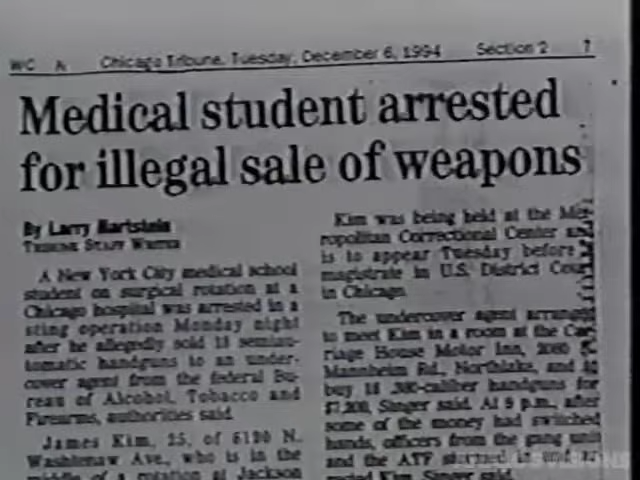 WC A Chicago Tribune, Tuesday, December 6, 1994 Section 2 7
Medical student arrested
for illegal sale of weapons
By Larry Hartstein
TRIBUNE STAFF WRITER
A New York City medical school
student on surgical rotation at a
Chicago hospital was arrested in a
sting operation Monday night
after he allegedly sold 18 semiau-
tomatic handguns to an under-
cover agent from the federal Bu-
reau of Alcohol, Tobacco and
Firearms, authorities said.
James Kim, 25, of N.
Washtenaw Ave., who is in the
middle of a rotation at Jackson
Kim was being held at the Met-
ropolitan Correctional Center and
is to appear Tuesday before
magistrate in U.S. District Court
in Chicago.
The undercover agent arranged
to meet Kim in a room at the Car-
riage House Motor Inn,
Mannheim Rd., Northlake, and
buy 18 .380-caliber handguns for
$7,200, Singer said. At 9 p.m., after
some of the money had switched
hands, officers from the gang unit
and the ATF
Kim, Singer said.